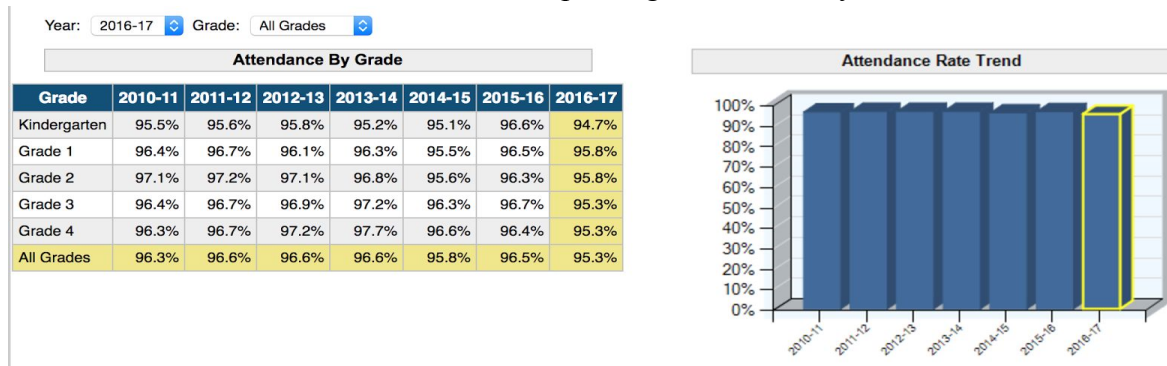 Year: 2016-17 Grade: All Grades
Attendance By Grade
Grade 2010-11 2011-12 2012-13 2013-14 2014-15 2015-16 2016-17
Kindergarten 95.5% 95.6% 95.8% 95.2% 95.1% 96.6% 94.7%
Grade 1 96.4% 96.7% 96.1% 96.3% 95.5% 96.5% 95.8%
Grade 2 97.1% 97.2% 97.1% 96.8% 95.6% 96.3% 95.8%
Grade 3 96.4% 96.7% 96.9% 97.2% 96.3% 96.7% 95.3%
Grade 4 96.3% 96.7% 97.2% 97.7% 96.6% 96.4% 95.3%
All Grades 96.3% 96.6% 96.6% 96.6% 95.8% 96.5% 95.3%
Attendance Rate Trend
100%
90%
80%
70%
60%
50%
40%
30%
20%
10%
0%
2010-11 2011-12 2012-13 2013-14 2014-15 2015-16 2016-17